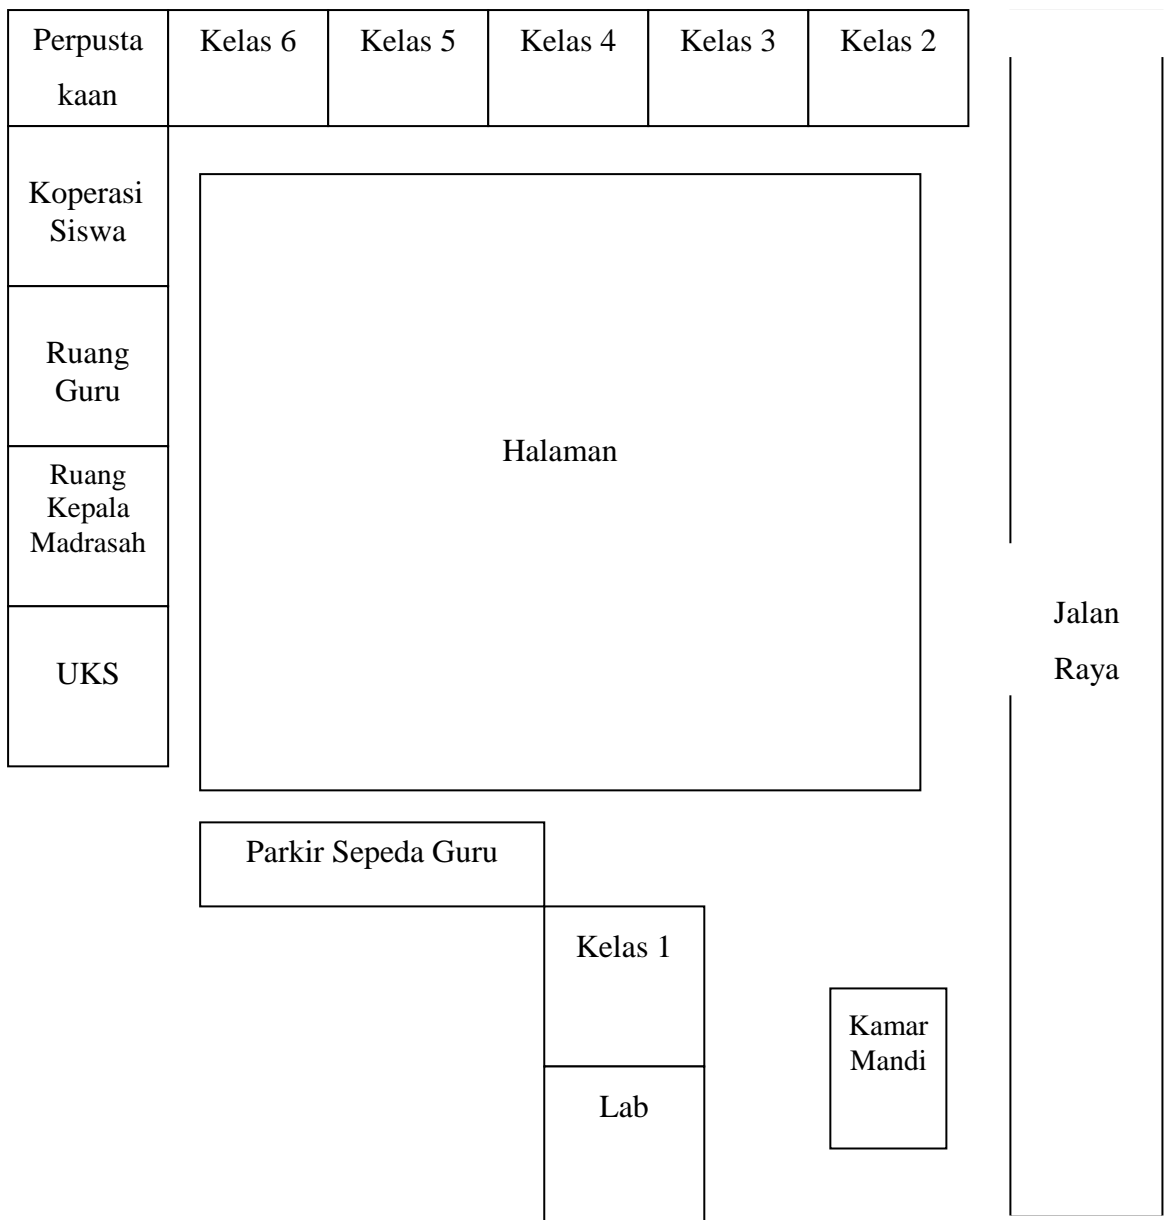 Perpusta
kaan
Kelas 6
Kelas 5
Kelas 4
Kelas 3
Kelas 2
Koperasi
Siswa
Ruang
Guru
Ruang
Kepala
Madrasah
UKS
Halaman
Jalan
Raya
Parkir Sepeda Guru
Kelas 1
Lab
Kamar
Mandi